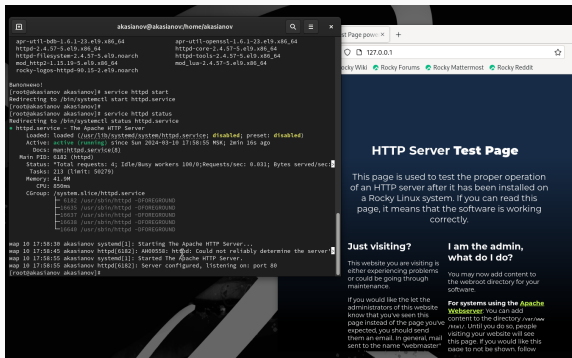 akasianov@akasianov:/home/akasianov
apr-util-bdb-1.6.1-23.el9.x86_64 apr-util-openssl-1.6.1-23.el9.x86_64
httpd-2.4.57-5.el9.x86_64 httpd-core-2.4.57-5.el9.x86_64
httpd-filesystem-2.4.57-5.el9.noarch httpd-tools-2.4.57-5.el9.x86_64
mod_http2-1.15.19-5.el9.x86_64 mod_lua-2.4.57-5.el9.x86_64
rocky-logos-httpd-90.15-2.el9.noarch
Выполнено!
[root@akasianov akasianov]# service httpd start
Redirecting to /bin/systemctl start httpd.service
[root@akasianov akasianov]#
[root@akasianov akasianov]# service httpd status
Redirecting to /bin/systemctl status httpd.service
● httpd.service - The Apache HTTP Server
Loaded: loaded (/usr/lib/systemd/system/httpd.service; disabled; preset: disabled)
Active: active (running) since Sun 2024-03-10 17:58:55 MSK; 2min 16s ago
Docs: man:httpd.service(8)
Main PID: 6182 (httpd)
Status: "Total requests: 4; Idle/Busy workers 100/0;Requests/sec: 0.031; Bytes served/sec:
Tasks: 213 (limit: 50279)
Memory: 41.0M
CPU: 850ms
CGroup: /system.slice/httpd.service
├─ 6182 /usr/sbin/httpd -DFOREGROUND
├─16635 /usr/sbin/httpd -DFOREGROUND
├─16637 /usr/sbin/httpd -DFOREGROUND
├─16638 /usr/sbin/httpd -DFOREGROUND
└─16640 /usr/sbin/httpd -DFOREGROUND
мар 10 17:58:30 akasianov systemd[1]: Starting The Apache HTTP Server...
мар 10 17:58:45 akasianov httpd[6182]: AH00558: httpd: Could not reliably determine the server'
мар 10 17:58:55 akasianov systemd[1]: Started The Apache HTTP Server.
мар 10 17:58:55 akasianov httpd[6182]: Server configured, listening on: port 80
[root@akasianov akasianov]#
st Page powe
127.0.0.1
ocky Wiki Rocky Forums Rocky Mattermost Rocky Reddit
HTTP Server Test Page
This page is used to test the proper operation
of an HTTP server after it has been installed on
a Rocky Linux system. If you can read this
page, it means that the software is working
correctly.
Just visiting?
This website you are visiting is
either experiencing problems
or could be going through
maintenance.
If you would like the let the
administrators of this website
know that you've seen this
page instead of the page you've
expected, you should send
them an email. In general, mail
sent to the name "webmaster"
I am the admin,
what do I do?
You may now add content to
the webroot directory for your
software.
For systems using the Apache
Webserver: You can add
content to the directory /var/www
/html/. Until you do so, people
visiting your website will see
this page. If you would like this
page to not be shown, follow